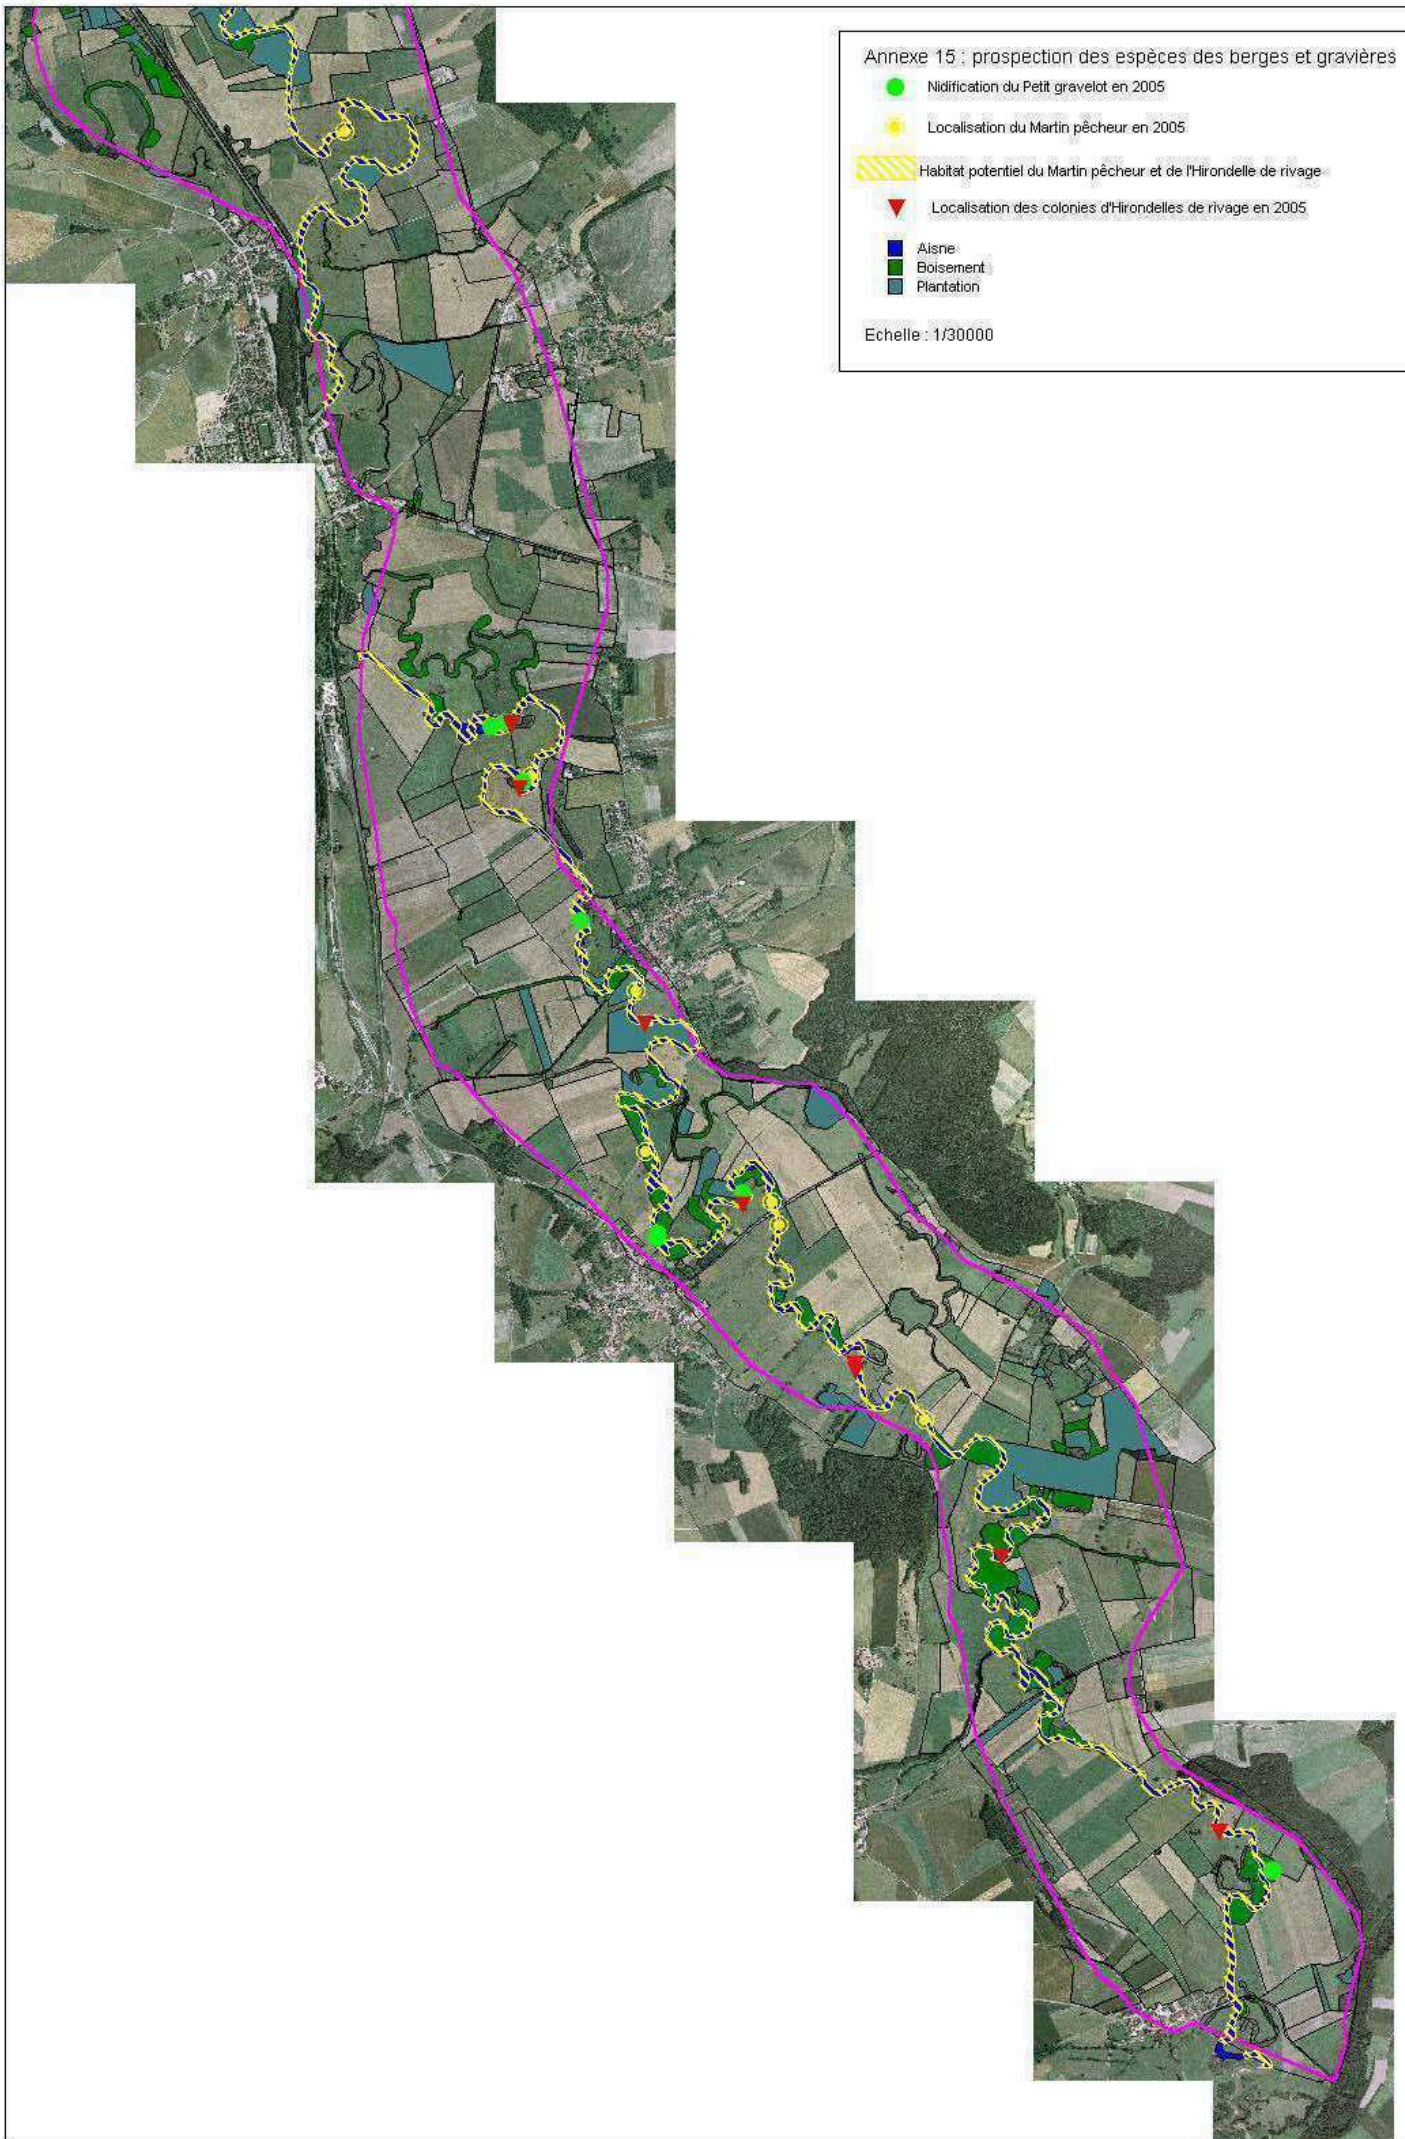 Annexe 15 : prospection des espèces des berges et gravières
Nidification du Petit gravelot en 2005
Localisation du Martin pêcheur en 2005
Habitat potentiel du Martin pêcheur et de l'Hirondelle de rivage
Localisation des colonies d'Hirondelles de rivage en 2005
Aisne
Boisement
Plantation
Echelle : 1/30000